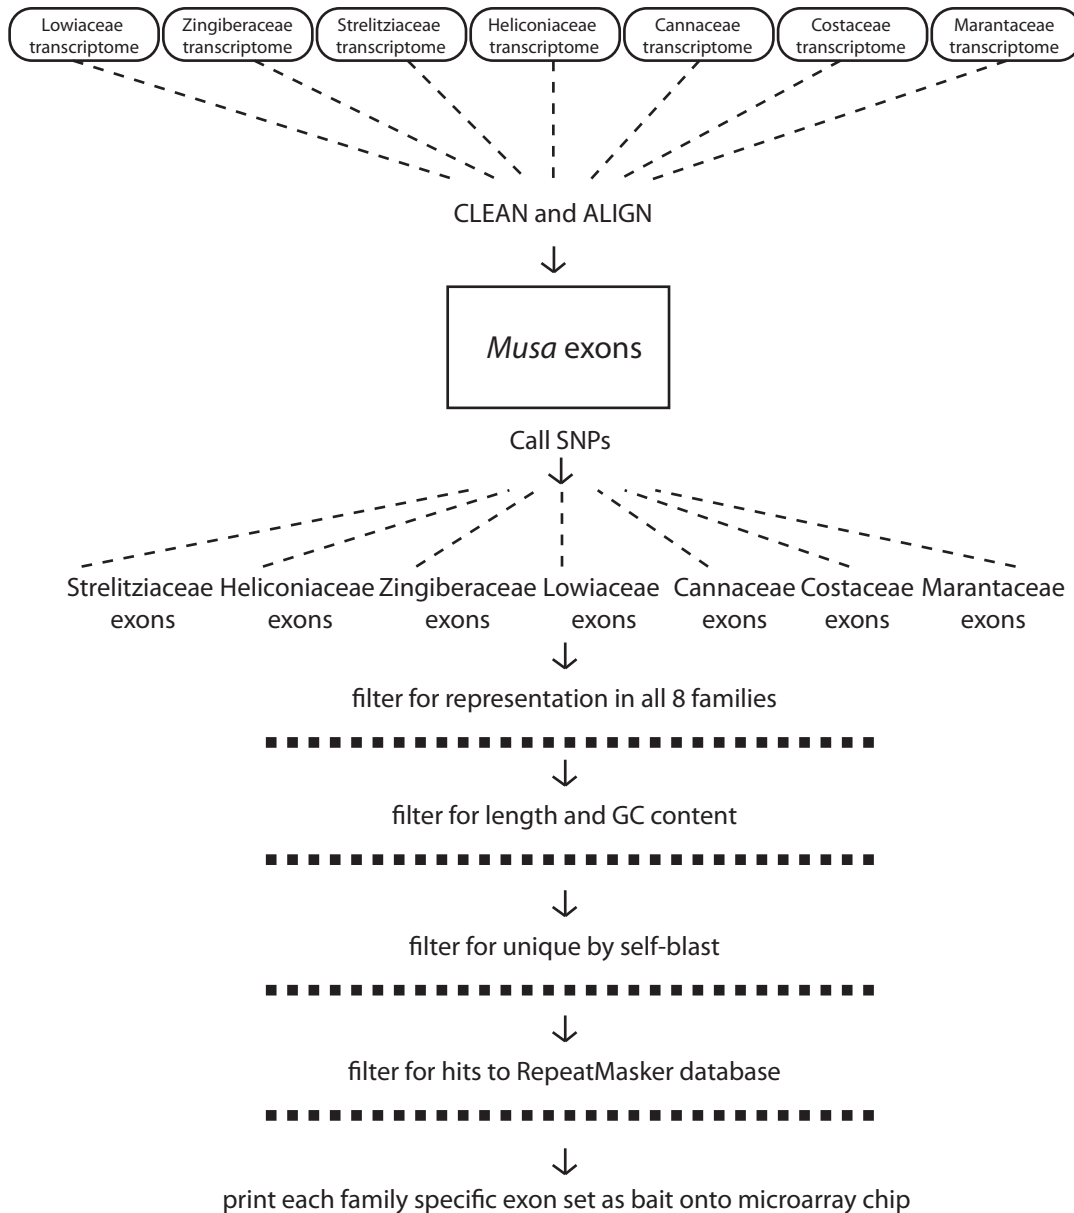 Lowiaceae
transcriptome
Zingiberaceae
transcriptome
Strelitziaceae
transcriptome
Heliconiaceae
transcriptome
Cannaceae
transcriptome
Costaceae
transcriptome
Marantaceae
transcriptome
CLEAN and ALIGN
Musa exons
Call SNPs
Strelitziaceae
exons
Heliconiaceae
exons
Zingiberaceae
exons
Lowiaceae
exons
Cannaceae
exons
Costaceae
exons
Marantaceae
exons
filter for representation in all 8 families
filter for length and GC content
filter for unique by self-blast
filter for hits to RepeatMasker database
print each family specific exon set as bait onto microarray chip